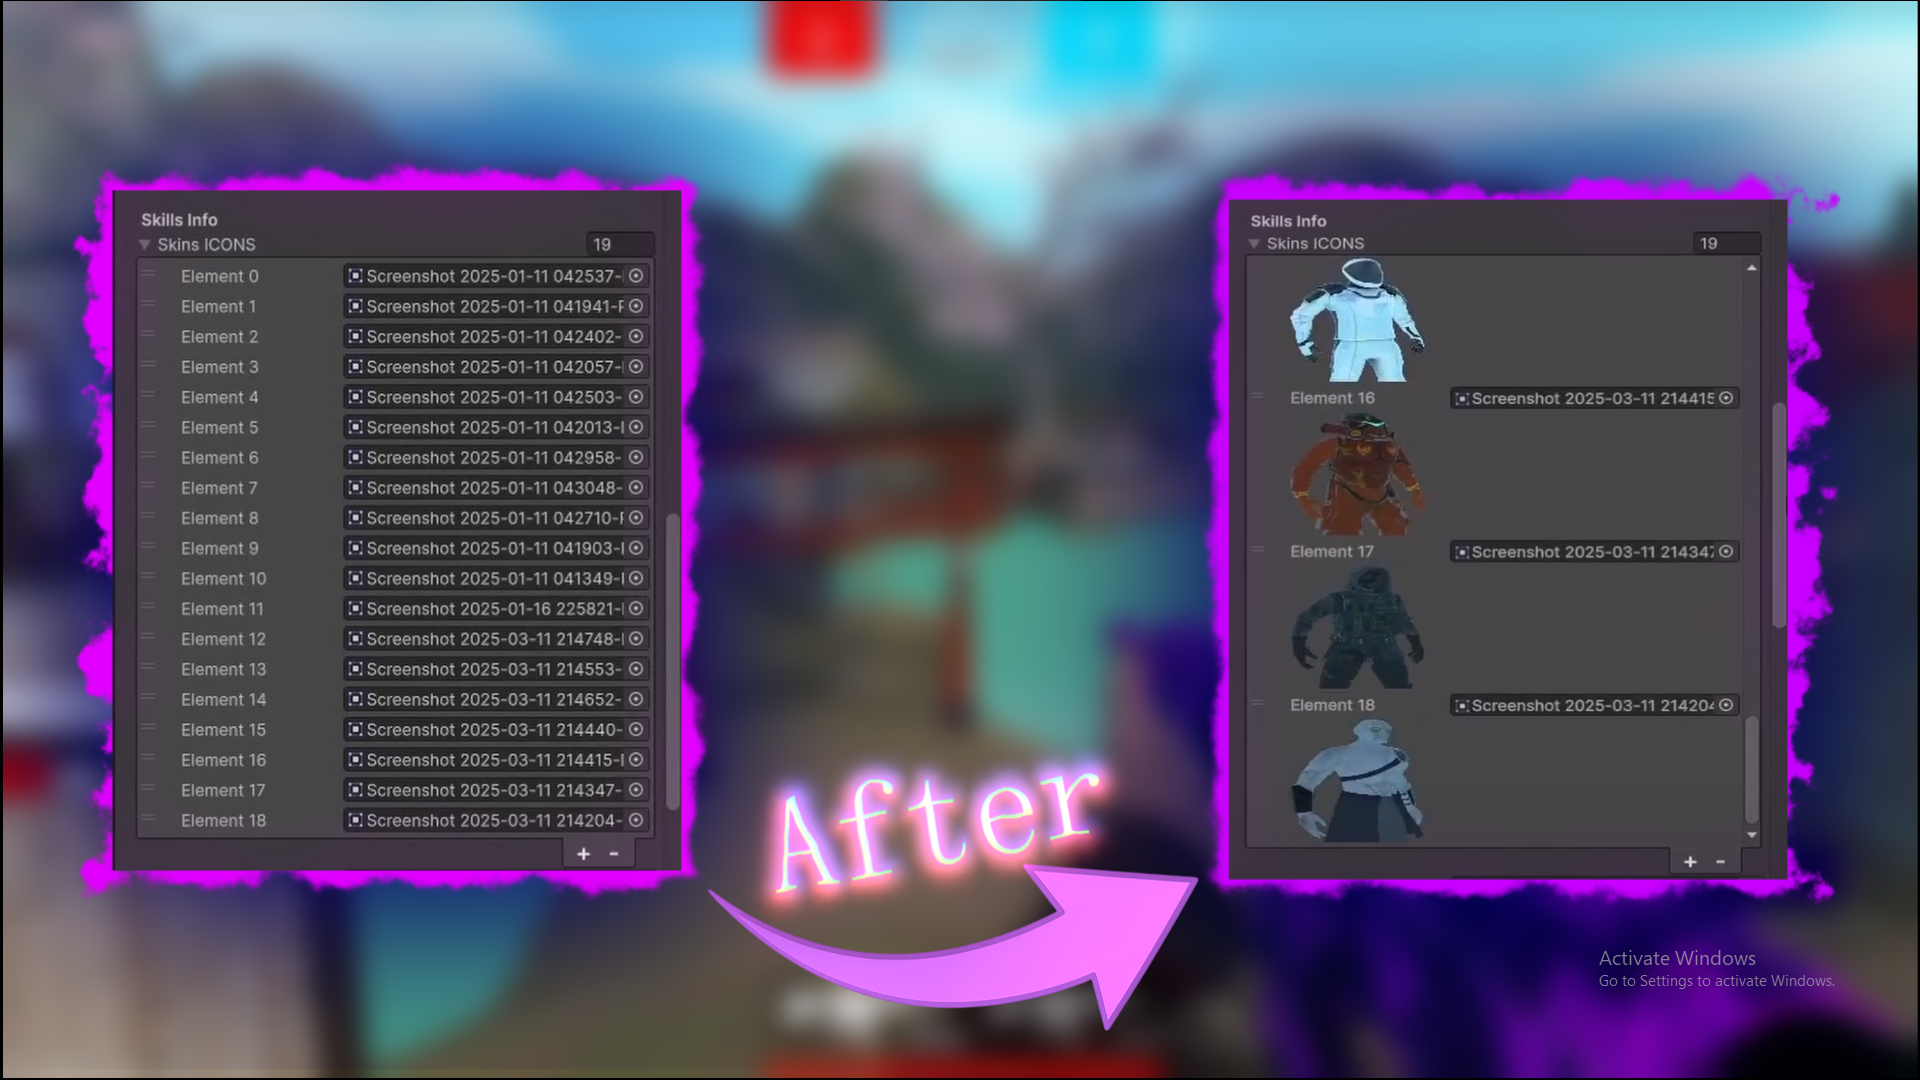 Skills Info
Skins ICONS 19
Element 0 Screenshot 2025-01-11 042537-
Element 1 Screenshot 2025-01-11 041941-F
Element 2 Screenshot 2025-01-11 042402-
Element 3 Screenshot 2025-01-11 042057-
Element 4 Screenshot 2025-01-11 042503-
Element 5 Screenshot 2025-01-11 042013-
Element 6 Screenshot 2025-01-11 042958-
Element 7 Screenshot 2025-01-11 043048-
Element 8 Screenshot 2025-01-11 042710-F
Element 9 Screenshot 2025-01-11 041903-
Element 10 Screenshot 2025-01-11 041349-
Element 11 Screenshot 2025-01-16 225821-
Element 12 Screenshot 2025-03-11 214748-
Element 13 Screenshot 2025-03-11 214553-
Element 14 Screenshot 2025-03-11 214652-
Element 15 Screenshot 2025-03-11 214440-
Element 16 Screenshot 2025-03-11 214415-
Element 17 Screenshot 2025-03-11 214347-
Element 18 Screenshot 2025-03-11 214204-
+ -
After
Skills Info
Skins ICONS 19
Element 16 Screenshot 2025-03-11 214415
Element 17 Screenshot 2025-03-11 214347
Element 18 Screenshot 2025-03-11 214204
+ -
Activate Windows
Go to Settings to activate Windows.